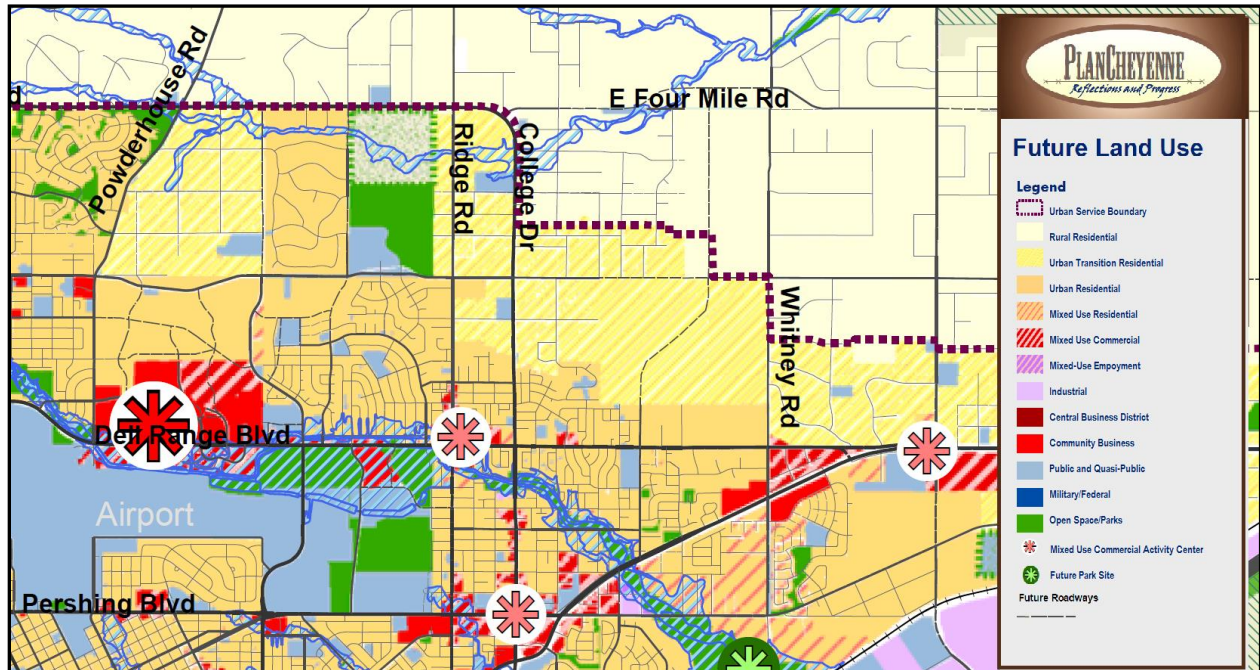 Powderhouse Rd
d
E Four Mile Rd
Ridge Rd
College Dr
Whitney Rd
Dell Range Blvd
Airport
Pershing Blvd
PLANCHEYENNE
Reflections and Progress
Future Land Use
Legend
Urban Service Boundary
Rural Residential
Urban Transition Residential
Urban Residential
Mixed Use Residential
Mixed Use Commercial
Mixed-Use Empoyment
Industrial
Central Business District
Community Business
Public and Quasi-Public
Military/Federal
Open Space/Parks
Mixed Use Commercial Activity Center
Future Park Site
Future Roadways